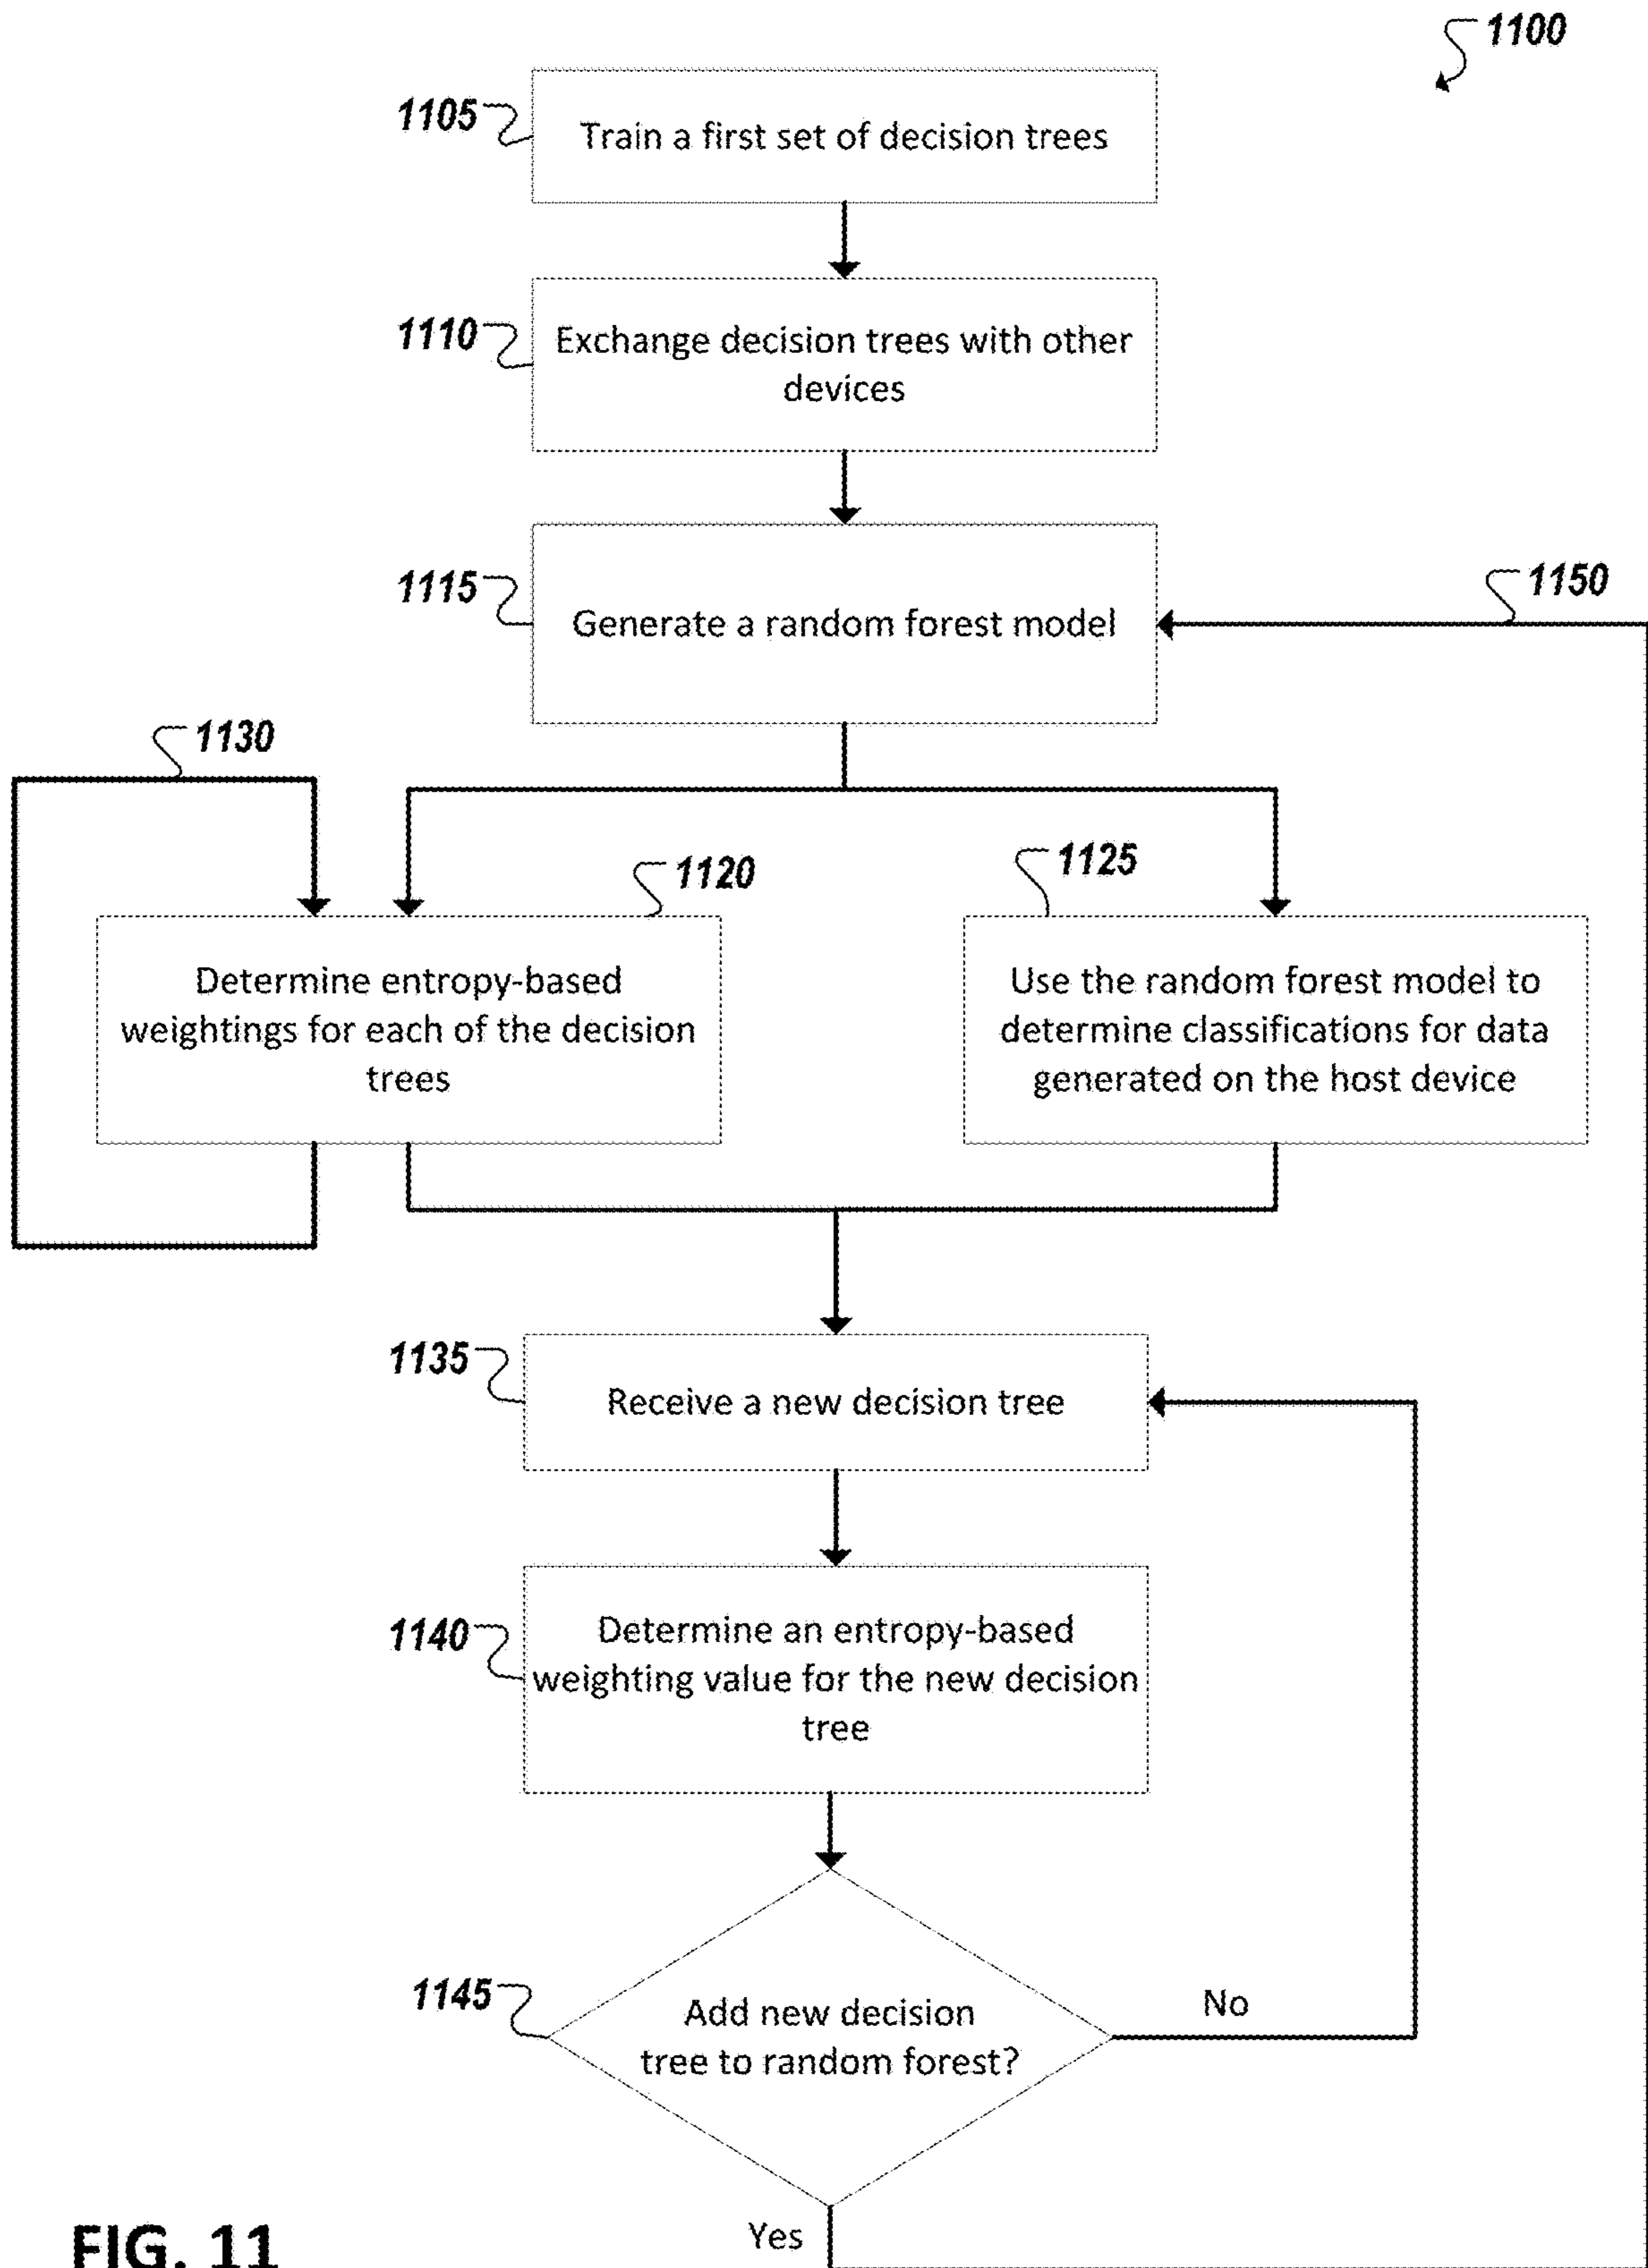 1100
1105
Train a first set of decision trees
1110
Exchange decision trees with other
devices
1115
Generate a random forest model
1150
1130
1120
1125
Determine entropy-based
weightings for each of the decision
trees
Use the random forest model to
determine classifications for data
generated on the host device
1135
Receive a new decision tree
1140
Determine an entropy-based
weighting value for the new decision
tree
1145
Add new decision
tree to random forest?
No
Yes
FIG. 11